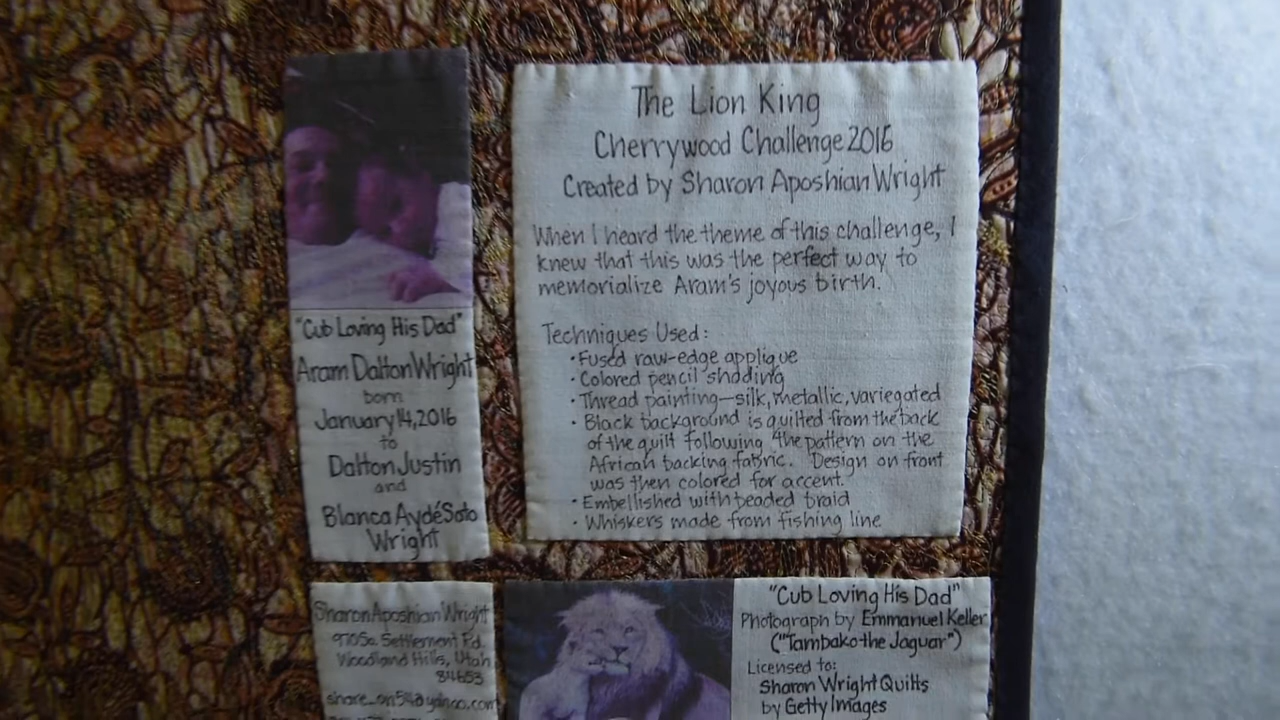 The Lion King
Cherrywood Challenge 2016
Created by Sharon Aposhian Wright
When I heard the theme of this challenge, I
knew that this was the perfect way to
memorialize Aram's joyous birth.
Techniques Used:
• Fused raw-edge applique
• Colored pencil shading
• Thread painting—silk, metallic, variegated
• Black background is quilted from the back
of the quilt following the pattern on the
African backing fabric. Design on front
was then colored for accent.
• Embellished with beaded braid
• Whiskers made from fishing line
"Cub Loving His Dad"
Aram Dalton Wright
born
January 14, 2016
to
Dalton Justin
and
Blanca Aydé Soto
Wright
Sharon Aposhian Wright
970 So. Settlement Rd.
Woodland Hills, Utah
84653
share_on54@yahoo.com
"Cub Loving His Dad"
Photograph by Emmanuel Keller
("Tambako the Jaguar")
Licensed to:
Sharon Wright Quilts
by Getty Images